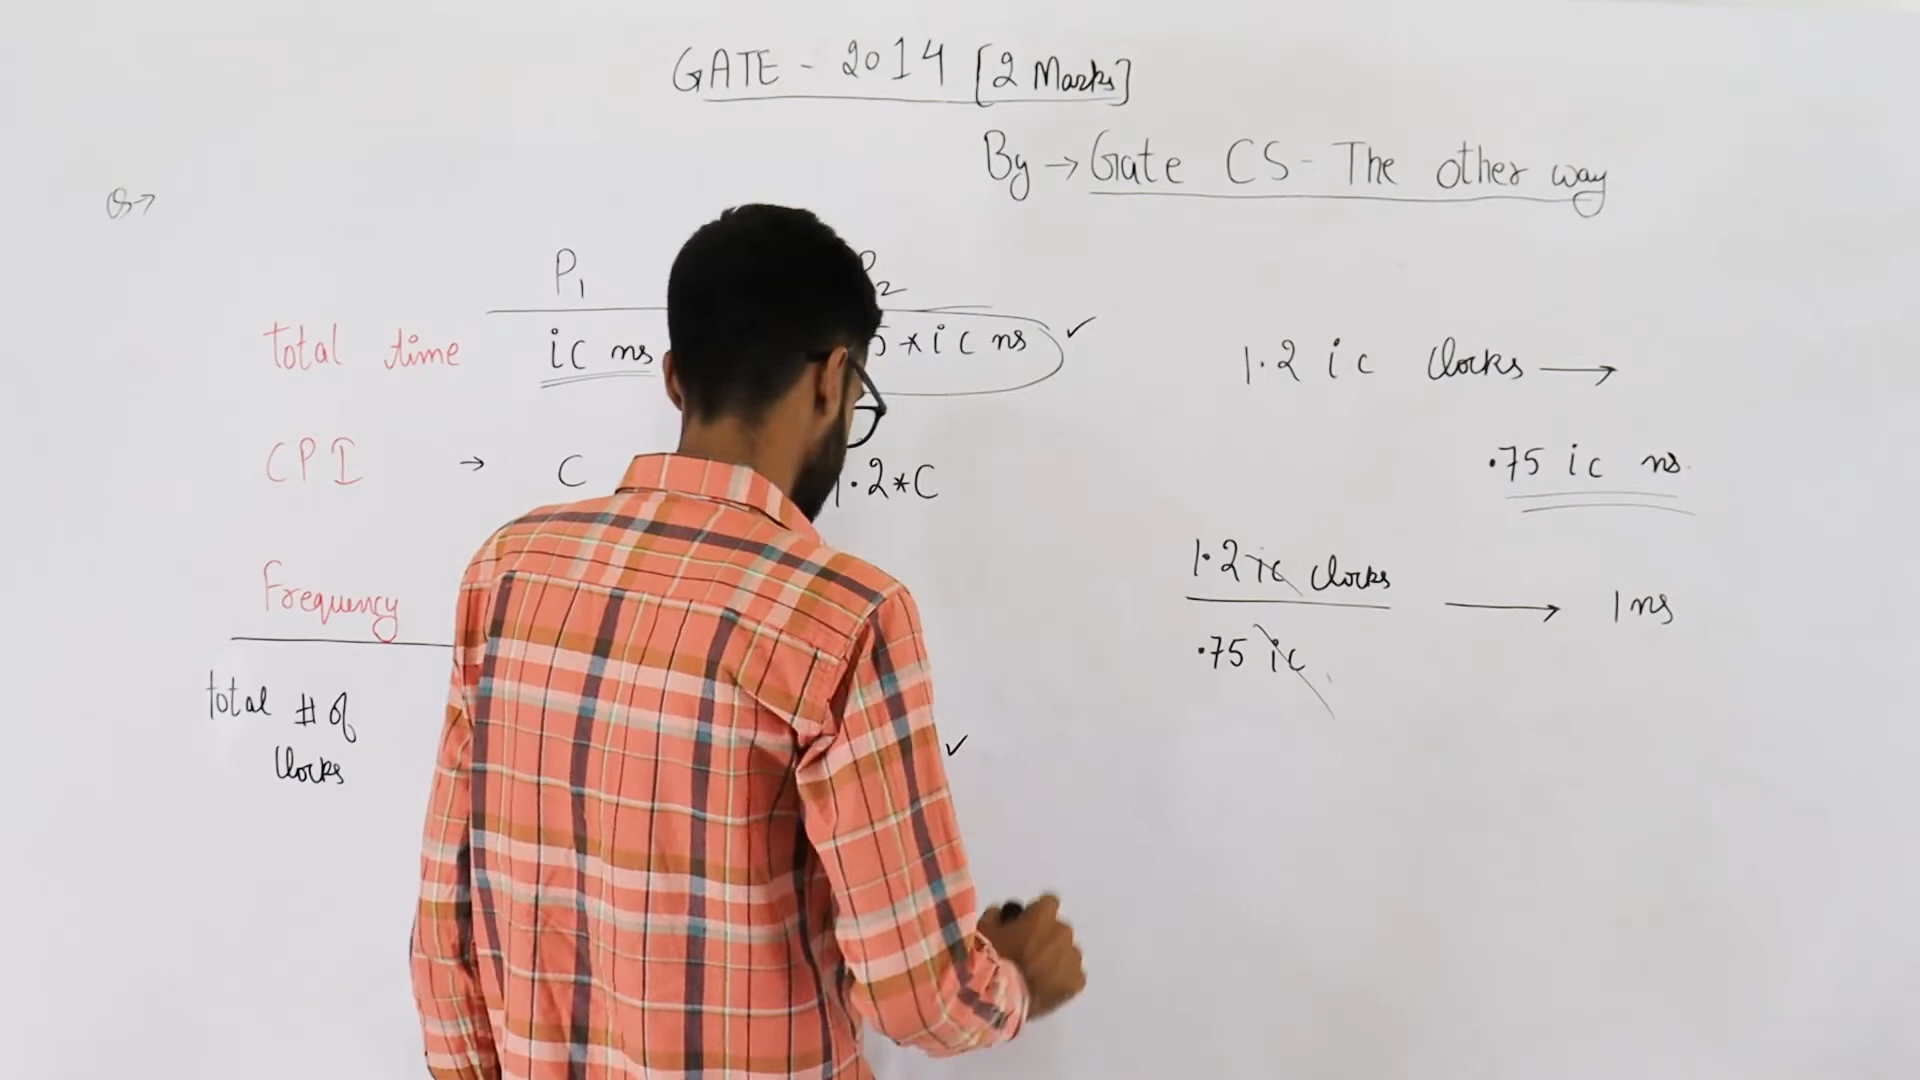 GATE - 2014 [2 Marks]
By → Gate CS - The other way
Q →
P1 P2
total time ic ns 5 * ic ns ✓
CPI → C 1.2*C
Frequency
total # of
clocks ✓
1.2 ic clocks →
.75 ic ns
1.2 ic clocks → 1 ns
.75 ic